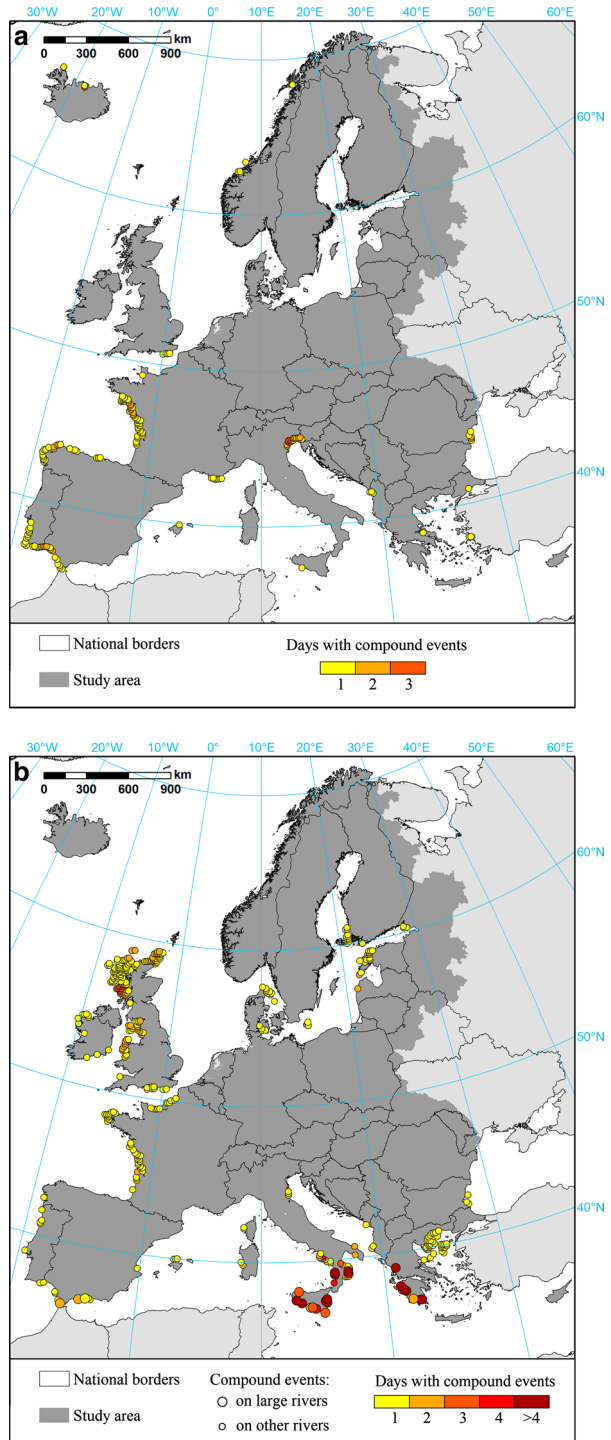 30°W 20°W 10°W 0°E 10°E 20°E 30°E 40°E 50°E 60°E
a
km
0 300 600 900
60°N
50°N
40°N
National borders
Study area
Days with compound events
1 2 3
30°W 20°W 10°W 0°E 10°E 20°E 30°E 40°E 50°E 60°E
b
km
0 300 600 900
60°N
50°N
40°N
National borders
Study area
Compound events:
on large rivers
on other rivers
Days with compound events
1 2 3 4 >4